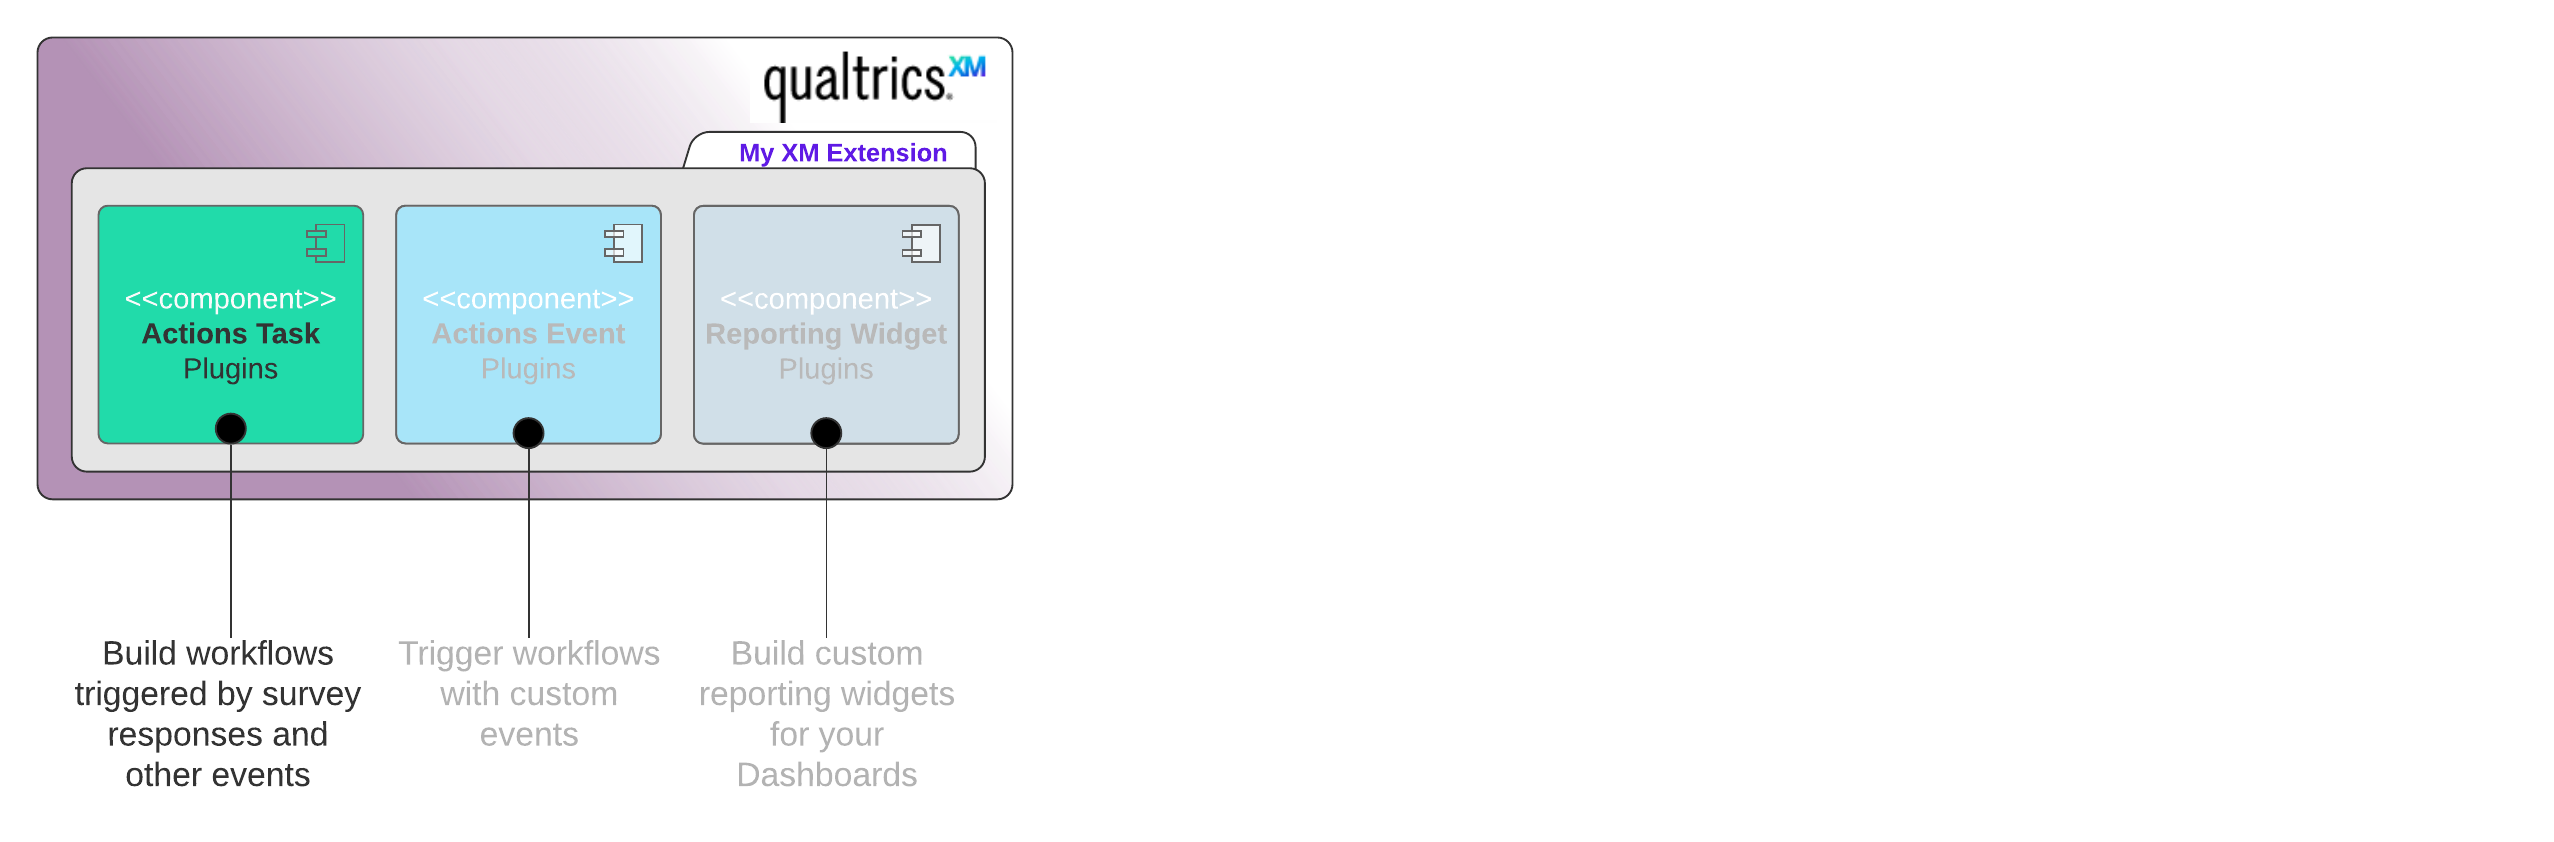 qualtrics.XM
My XM Extension
<<component>>
Actions Task
Plugins
<<component>>
Actions Event
Plugins
<<component>>
Reporting Widget
Plugins
Build workflows
triggered by survey
responses and
other events
Trigger workflows
with custom
events
Build custom
reporting widgets
for your
Dashboards